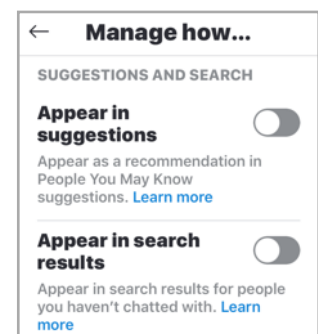 Manage how...
SUGGESTIONS AND SEARCH
Appear in
suggestions
Appear as a recommendation in
People You May Know
suggestions. Learn more
Appear in search
results
Appear in search results for people
you haven't chatted with. Learn
more